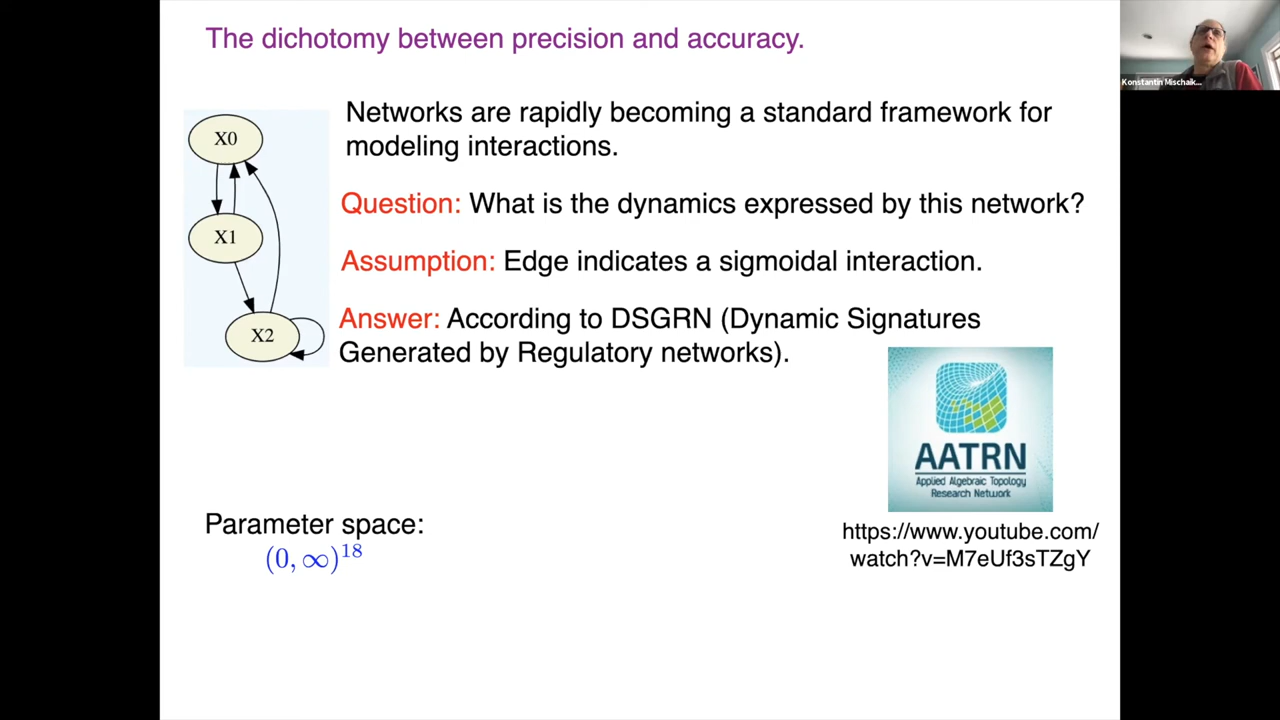 The dichotomy between precision and accuracy.
Konstantin Mischaik...
X0
X1
X2
Networks are rapidly becoming a standard framework for
modeling interactions.
Question: What is the dynamics expressed by this network?
Assumption: Edge indicates a sigmoidal interaction.
Answer: According to DSGRN (Dynamic Signatures
Generated by Regulatory networks).
AATRN
Applied Algebraic Topology
Research Network
https://www.youtube.com/
watch?v=M7eUf3sTZgY
Parameter space:
(0, ∞)^18